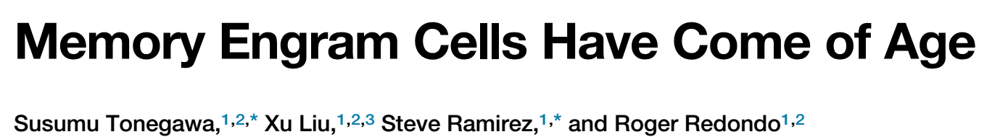 Memory Engram Cells Have Come of Age
Susumu Tonegawa,1,2,* Xu Liu,1,2,3 Steve Ramirez,1,* and Roger Redondo1,2